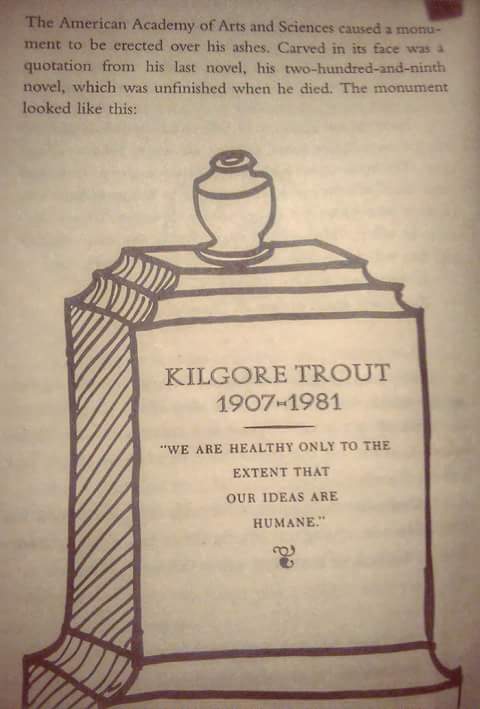 The American Academy of Arts and Sciences caused a monu-
ment to be erected over his ashes. Carved in its face was a
quotation from his last novel, his two-hundred-and-ninth
novel, which was unfinished when he died. The monument
looked like this:
KILGORE TROUT
1907-1981
"WE ARE HEALTHY ONLY TO THE
EXTENT THAT
OUR IDEAS ARE
HUMANE."